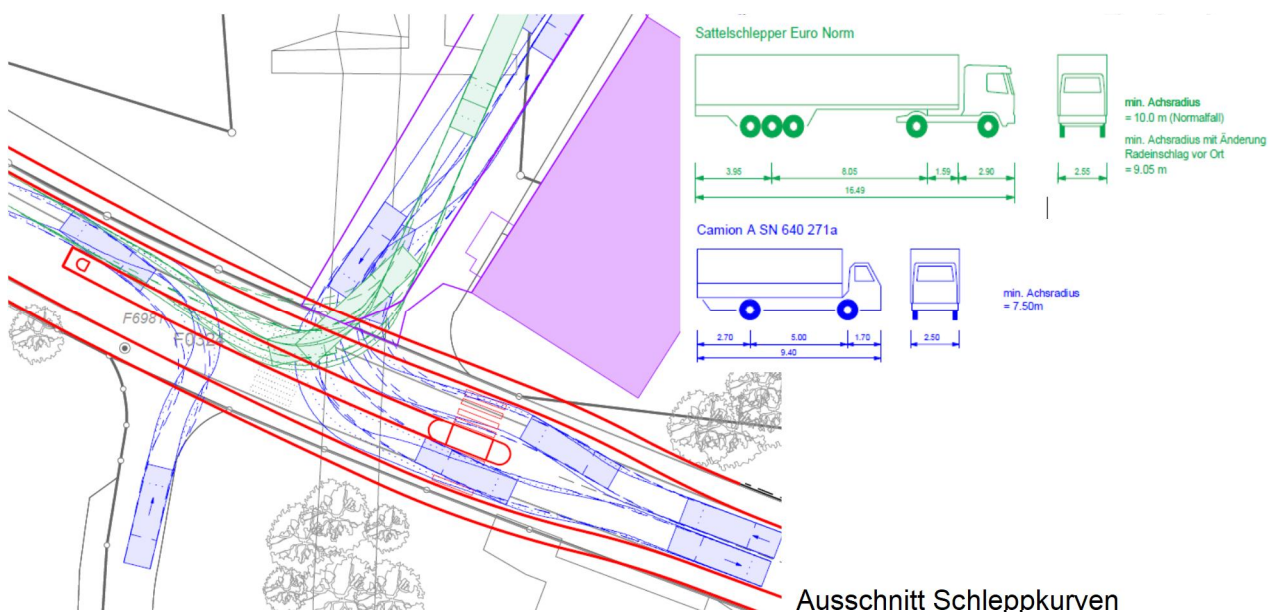 Sattelschlepper Euro Norm
min. Achsradius
= 10.0 m (Normalfall)
min. Achsradius mit Änderung
Radeinschlag vor Ort
= 9.05 m
3.95 8.05 1.59 2.90 2.55
16.49
Camion A SN 640 271a
min. Achsradius
= 7.50m
2.70 5.00 1.70 2.50
9.40
Ausschnitt Schleppkurven